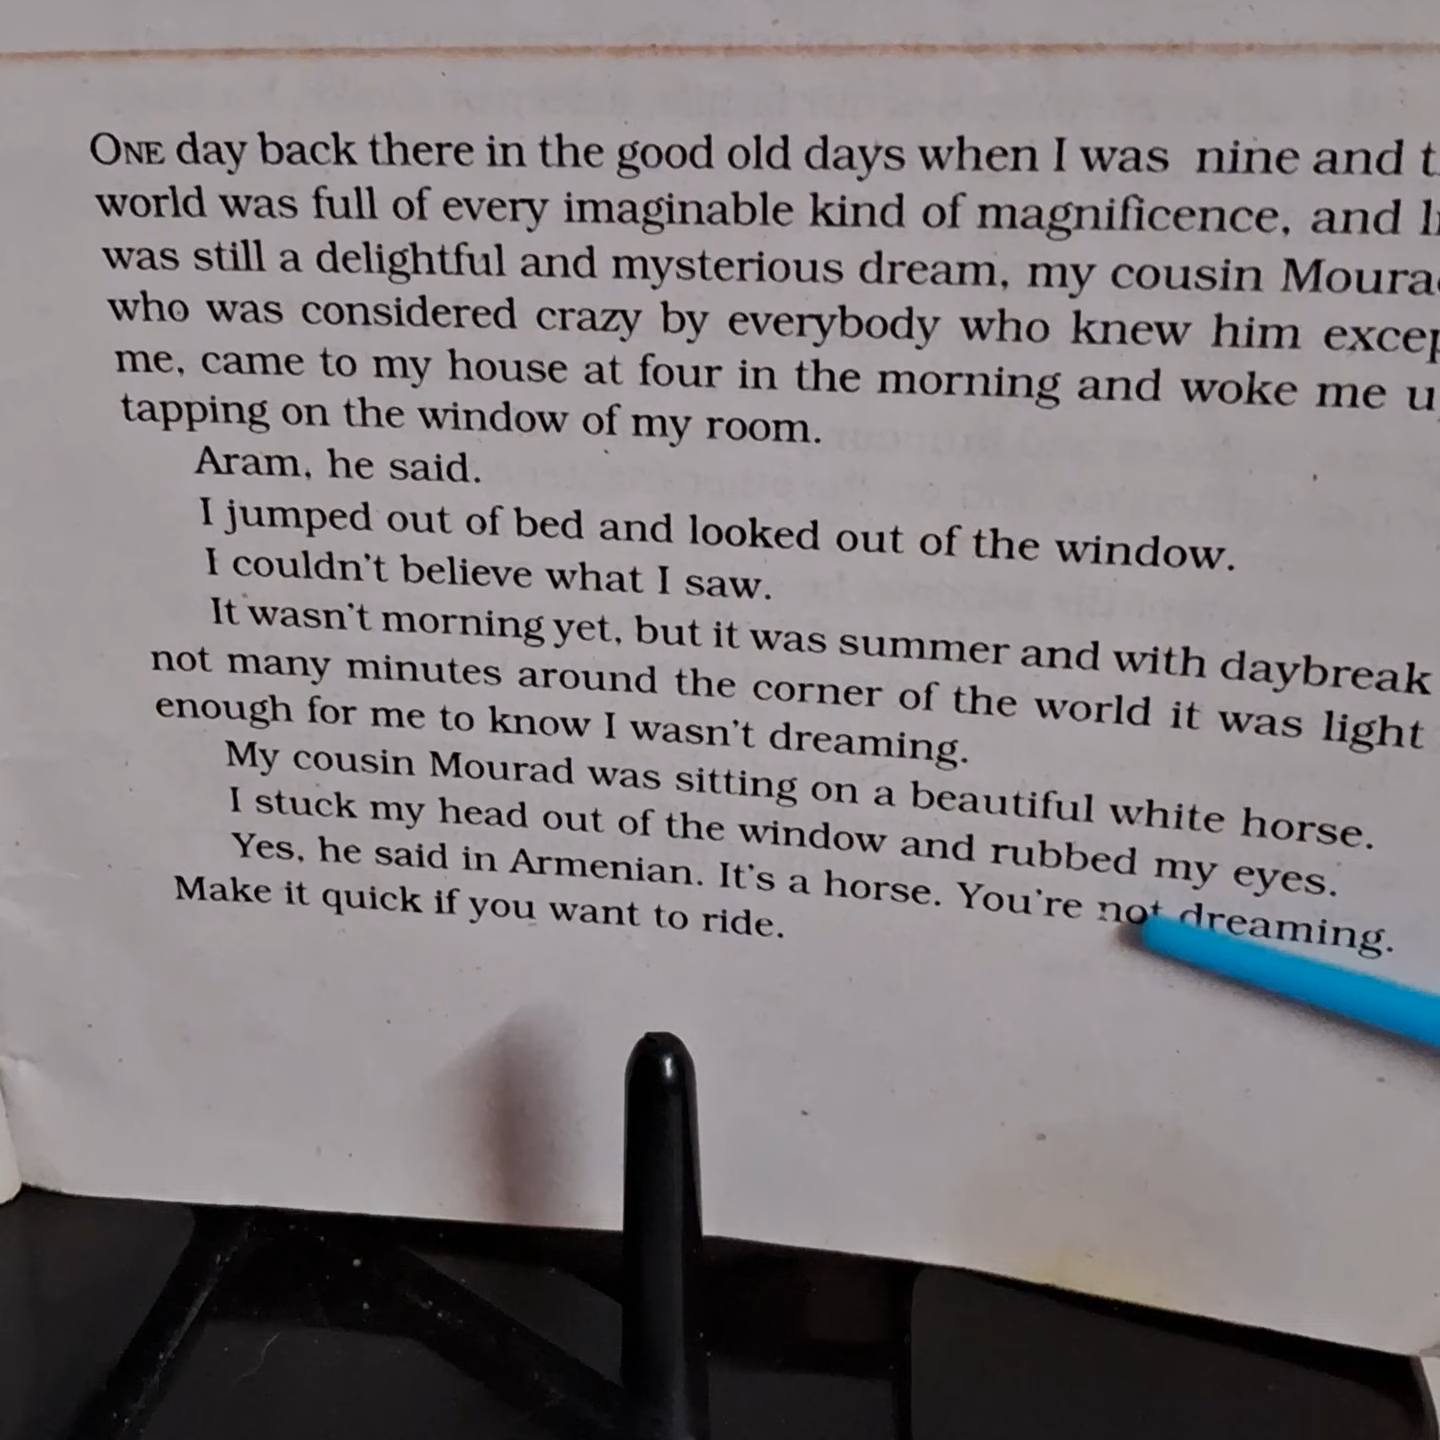 ONE day back there in the good old days when I was nine and
world was full of every imaginable kind of magnificence, and
was still a delightful and mysterious dream, my cousin
who was considered crazy by everybody who knew him
me, came to my house at four in the morning and woke me
tapping on the window of my room.
Aram, he said.
I jumped out of bed and looked out of the window.
I couldn't believe what I saw.
It wasn't morning yet, but it was summer and with daybreak
not many minutes around the corner of the world it was light
enough for me to know I wasn't dreaming.
My cousin Mourad was sitting on a beautiful white horse.
I stuck my head out of the window and rubbed my eyes.
Yes, he said in Armenian. It's a horse. You're not dreaming.
Make it quick if you want to ride.